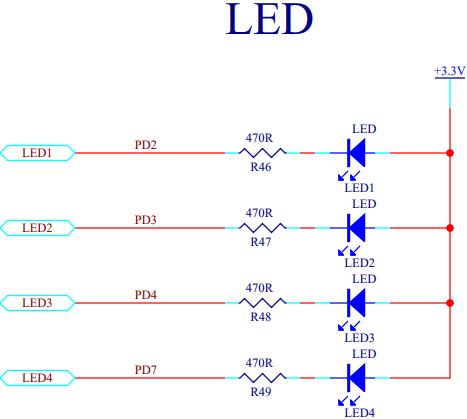 LED
+3.3V
LED1 PD2 470R R46 LED LED1
LED2 PD3 470R R47 LED LED2
LED3 PD4 470R R48 LED LED3
LED4 PD7 470R R49 LED LED4